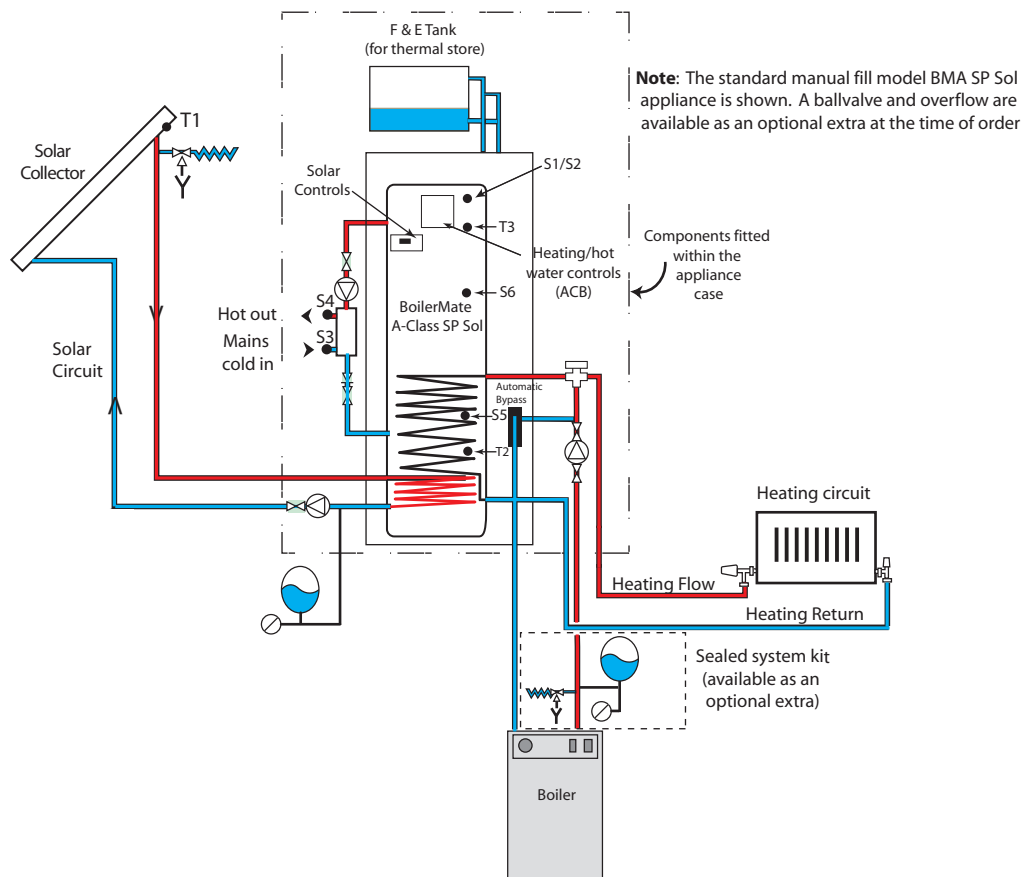 F & E Tank
(for thermal store)
Note: The standard manual fill model BMA SP Sol
appliance is shown. A ballvalve and overflow are
available as an optional extra at the time of order
T1
Solar
Collector
S1/S2
Solar
Controls
T3
Heating/hot
water controls
(ACB)
Components fitted
within the
appliance
case
S6
BoilerMate
A-Class SP Sol
S4
Hot out
S3
Mains
cold in
Solar
Circuit
Automatic
Bypass
S5
T2
Heating circuit
Heating Flow
Heating Return
Sealed system kit
(available as an
optional extra)
Boiler